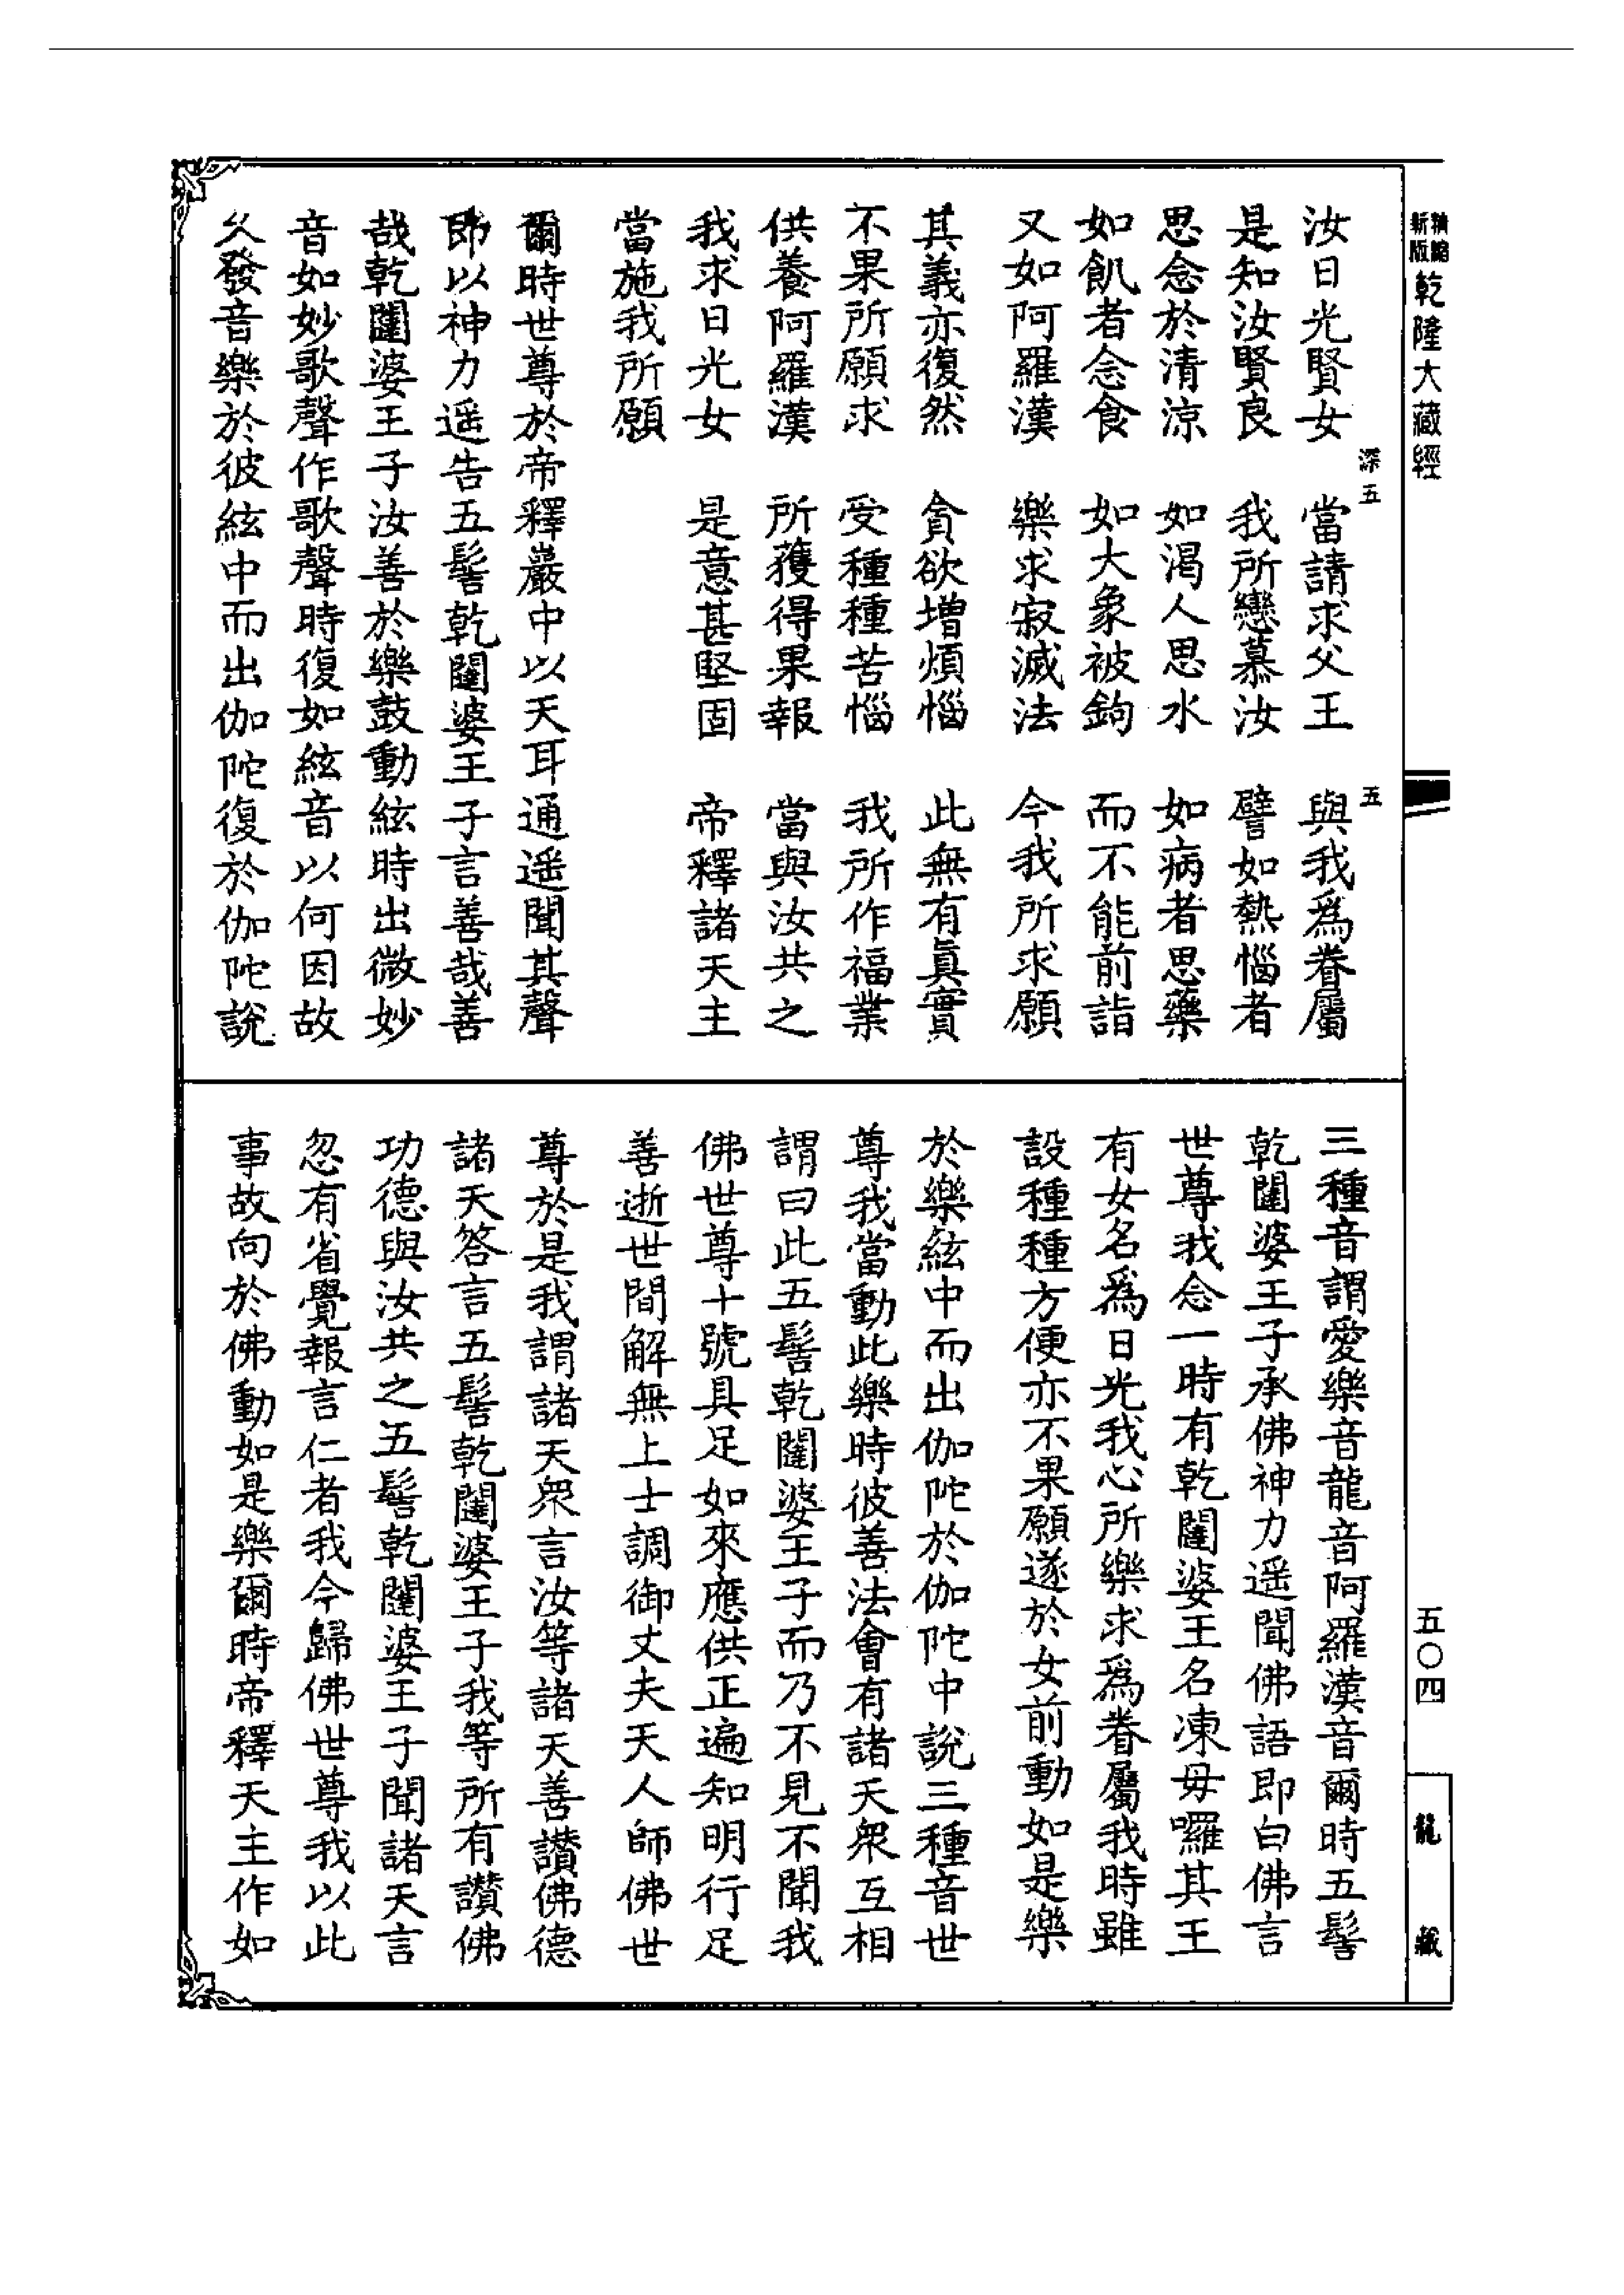 精縮新版乾隆大藏經
深五
五
汝日光賢女　當請求父王　與我爲眷屬
是知汝賢良　我所戀慕汝　譬如熱惱者
思念於清涼　如渴人思水　如病者思藥
如飢者念食　如大象被鉤　而不能前詣
又如阿羅漢　樂求寂滅法　今我所求願
其義亦復然　貪欲增煩惱　此無有眞實
不果所願求　受種種苦惱　我所作福業
供養阿羅漢　所獲得果報　當與汝共之
我求日光女　是意甚堅固　帝釋諸天主
當施我所願
爾時世尊於帝釋巖中以天耳通遥聞其聲
即以神力遥告五髻乾闥婆王子言善哉善
哉乾闥婆王子汝善於樂鼓動絃時出微妙
音如妙歌聲作歌聲時復如絃音以何因故
久發音樂於彼絃中而出伽陀復於伽陀說
三種音謂愛樂音龍音阿羅漢音爾時五髻
乾闥婆王子承佛神力遥聞佛語即白佛言
世尊我念一時有乾闥婆王名凍毋囉其王
有女名爲日光我心所樂求爲眷屬我時雖
設種種方便亦不果願遂於女前動如是樂
於樂絃中而出伽陀於伽陀中說三種音世
尊我當動此樂時彼善法會有諸天衆互相
謂曰此五髻乾闥婆王子而乃不見不聞我
佛世尊十號具足如來應供正遍知明行足
善逝世間解無上士調御丈夫天人師佛世
尊於是我謂諸天衆言汝等諸天善讃佛德
諸天答言五髻乾闥婆王子我等所有讃佛
功德與汝共之五髻乾闥婆王子聞諸天言
忽有省覺報言仁者我今歸佛世尊我以此
事故向於佛動如是樂爾時帝釋天主作如
五〇四
龍藏